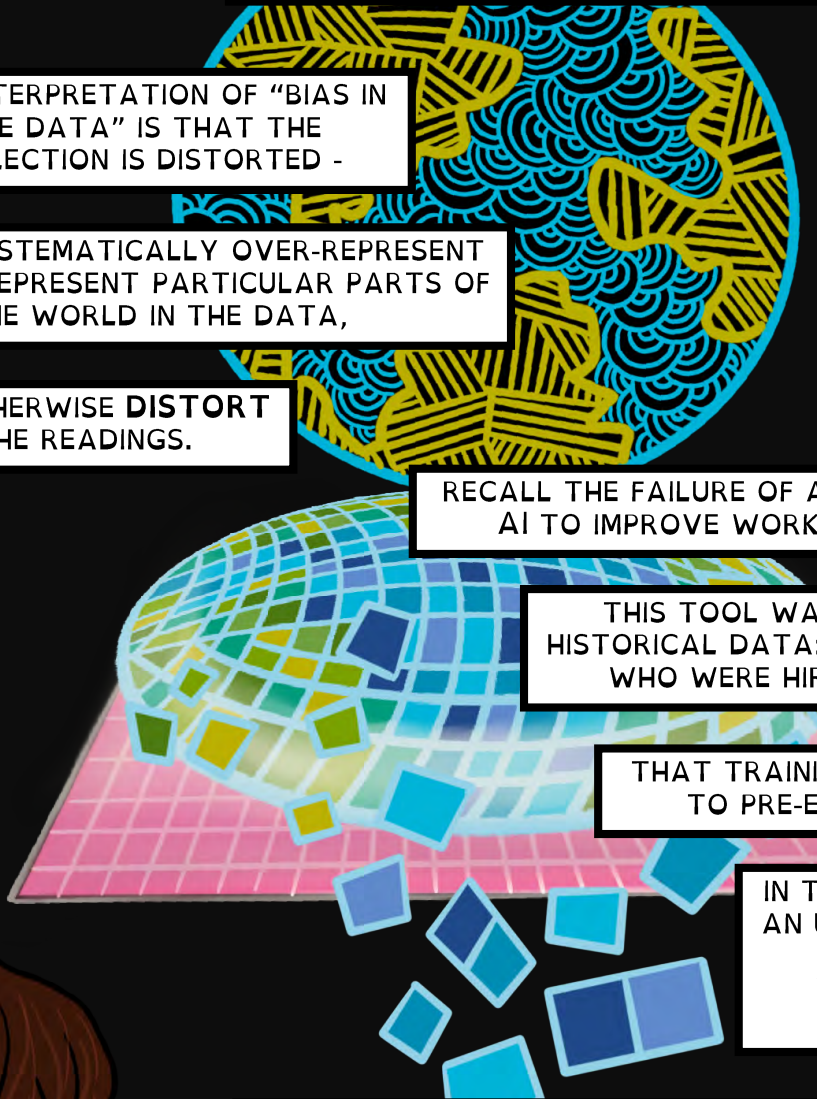 TERPRETATION OF “BIAS IN
E DATA” IS THAT THE
LECTION IS DISTORTED -
STEMATICALLY OVER-REPRESENT
EPRESENT PARTICULAR PARTS OF
E WORLD IN THE DATA,
HERWISE DISTORT
HE READINGS.
RECALL THE FAILURE OF A
AI TO IMPROVE WORK
THIS TOOL WA
HISTORICAL DATA
WHO WERE HI
THAT TRAIN
TO PRE-E
IN T
AN